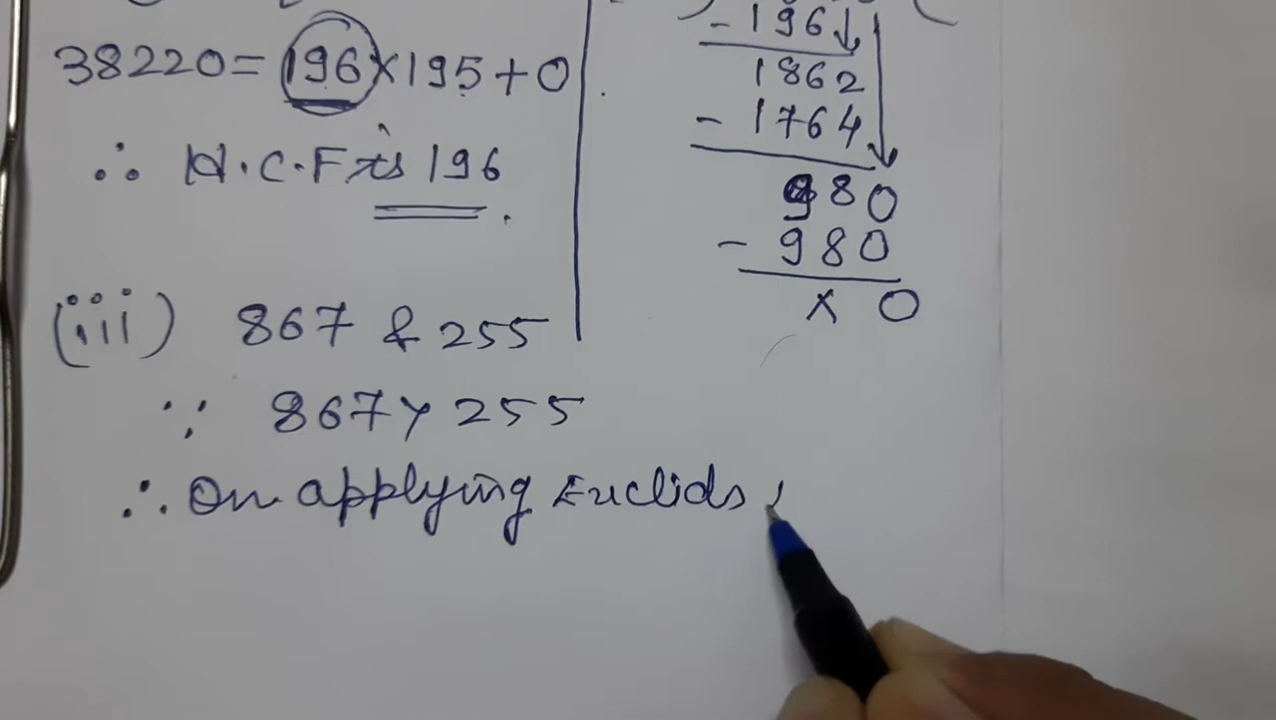 38220 = 196 × 195 + 0
∴ H.C.F is 196.
(iii) 867 & 255
∵ 867 > 255
∴ On applying Euclids
- 196
1862
- 1764
980
- 980
× 0